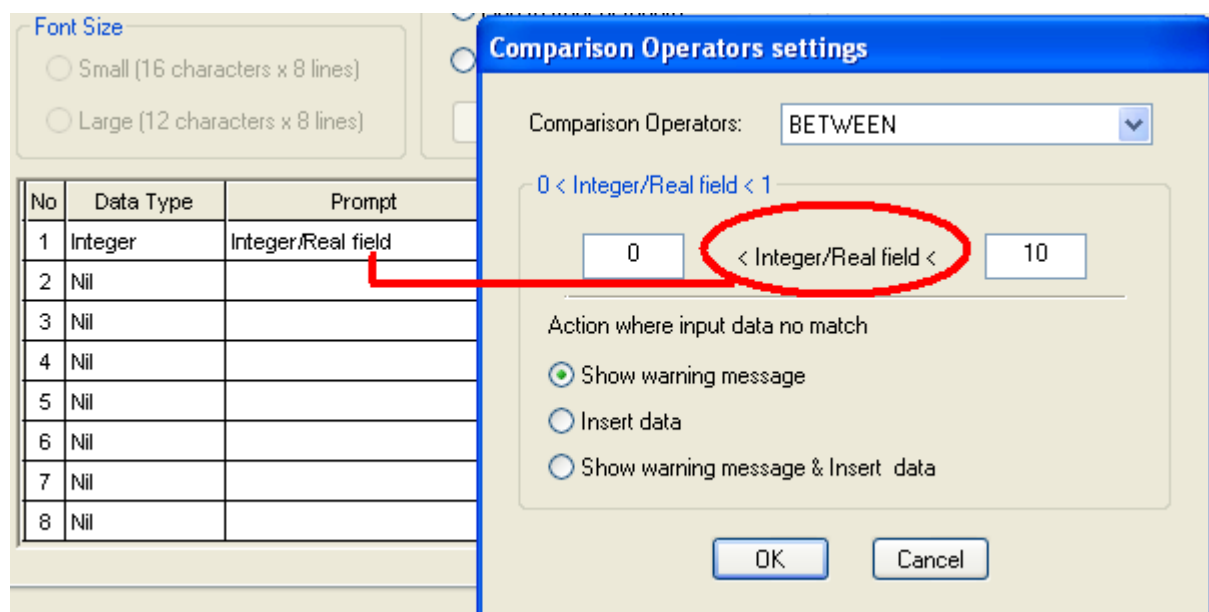 Font Size
Small (16 characters x 8 lines)
Large (12 characters x 8 lines)
No Data Type Prompt
1 Integer Integer/Real field
2 Nil
3 Nil
4 Nil
5 Nil
6 Nil
7 Nil
8 Nil
Comparison Operators settings
Comparison Operators: BETWEEN
0 < Integer/Real field < 1
0 < Integer/Real field < 10
Action where input data no match
Show warning message
Insert data
Show warning message & Insert data
OK Cancel